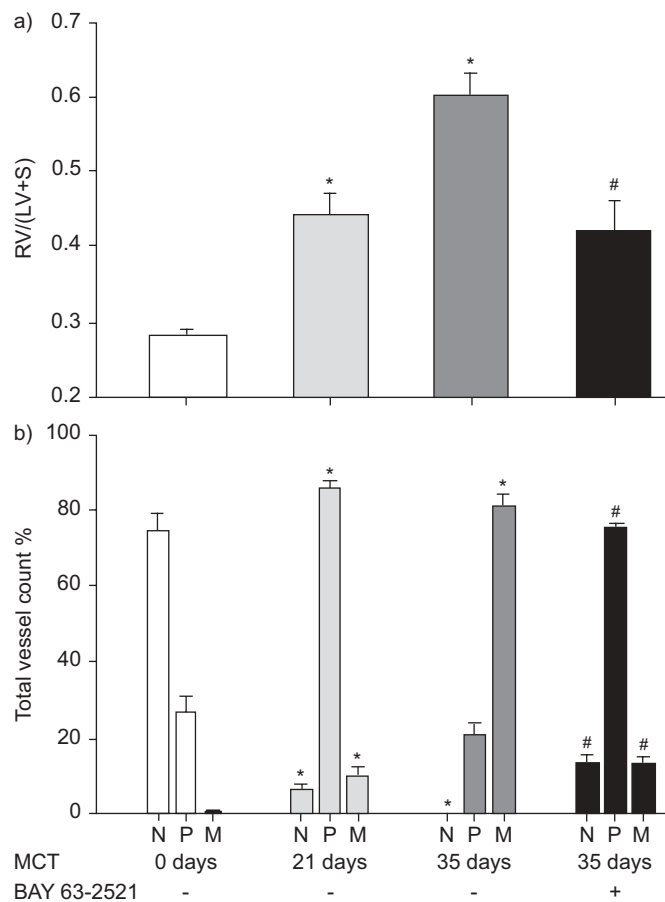 a)
0.7
0.6
0.5
0.4
0.3
0.2
RV/(LV+S)
*
*
#
b)
100
80
60
40
20
0
Total vessel count %
* * *
* *
# # #
N P M N P M N P M N P M
MCT 0 days 21 days 35 days 35 days
BAY 63-2521 - - - +